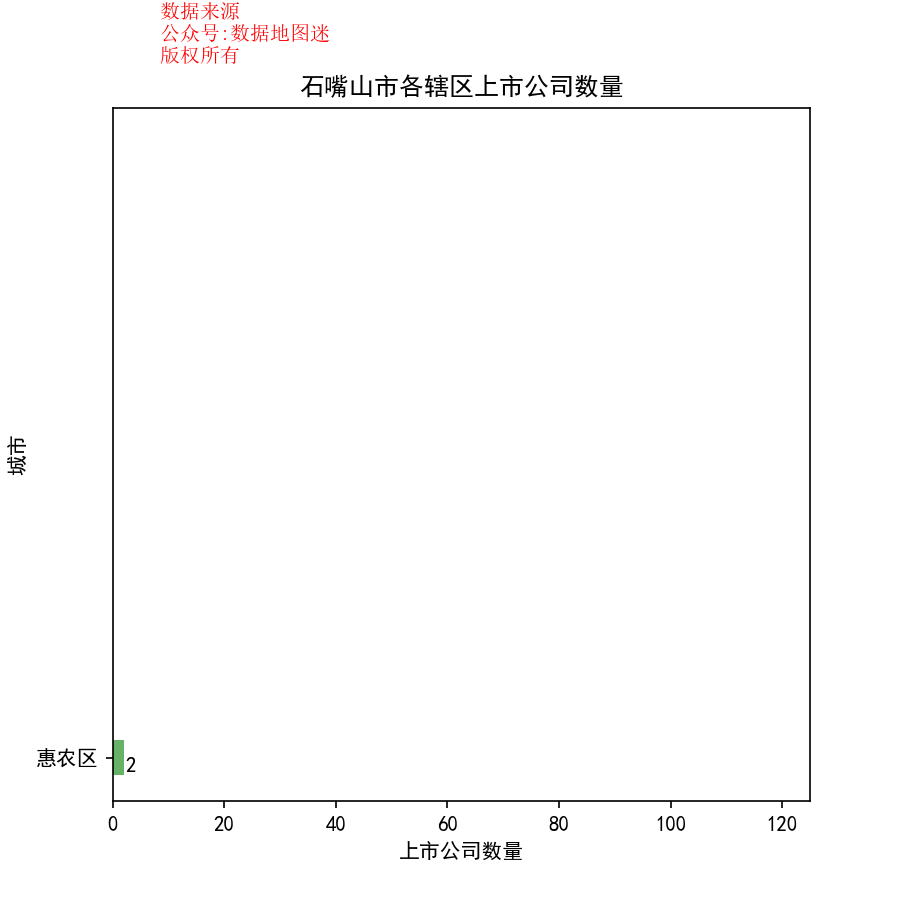 数据来源
公众号:数据地图迷
版权所有
石嘴山市各辖区上市公司数量
城市
惠农区
2
0 20 40 60 80 100 120
上市公司数量